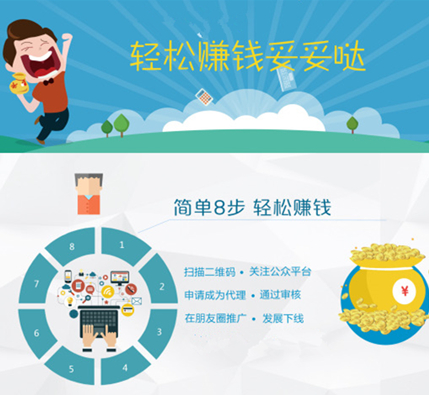 轻松赚钱妥妥哒
简单8步 轻松赚钱
8 1
7 2
6 3
5 4
扫描二维码 • 关注公众平台
申请成为代理 • 通过审核
在朋友圈推广 • 发展下线
¥